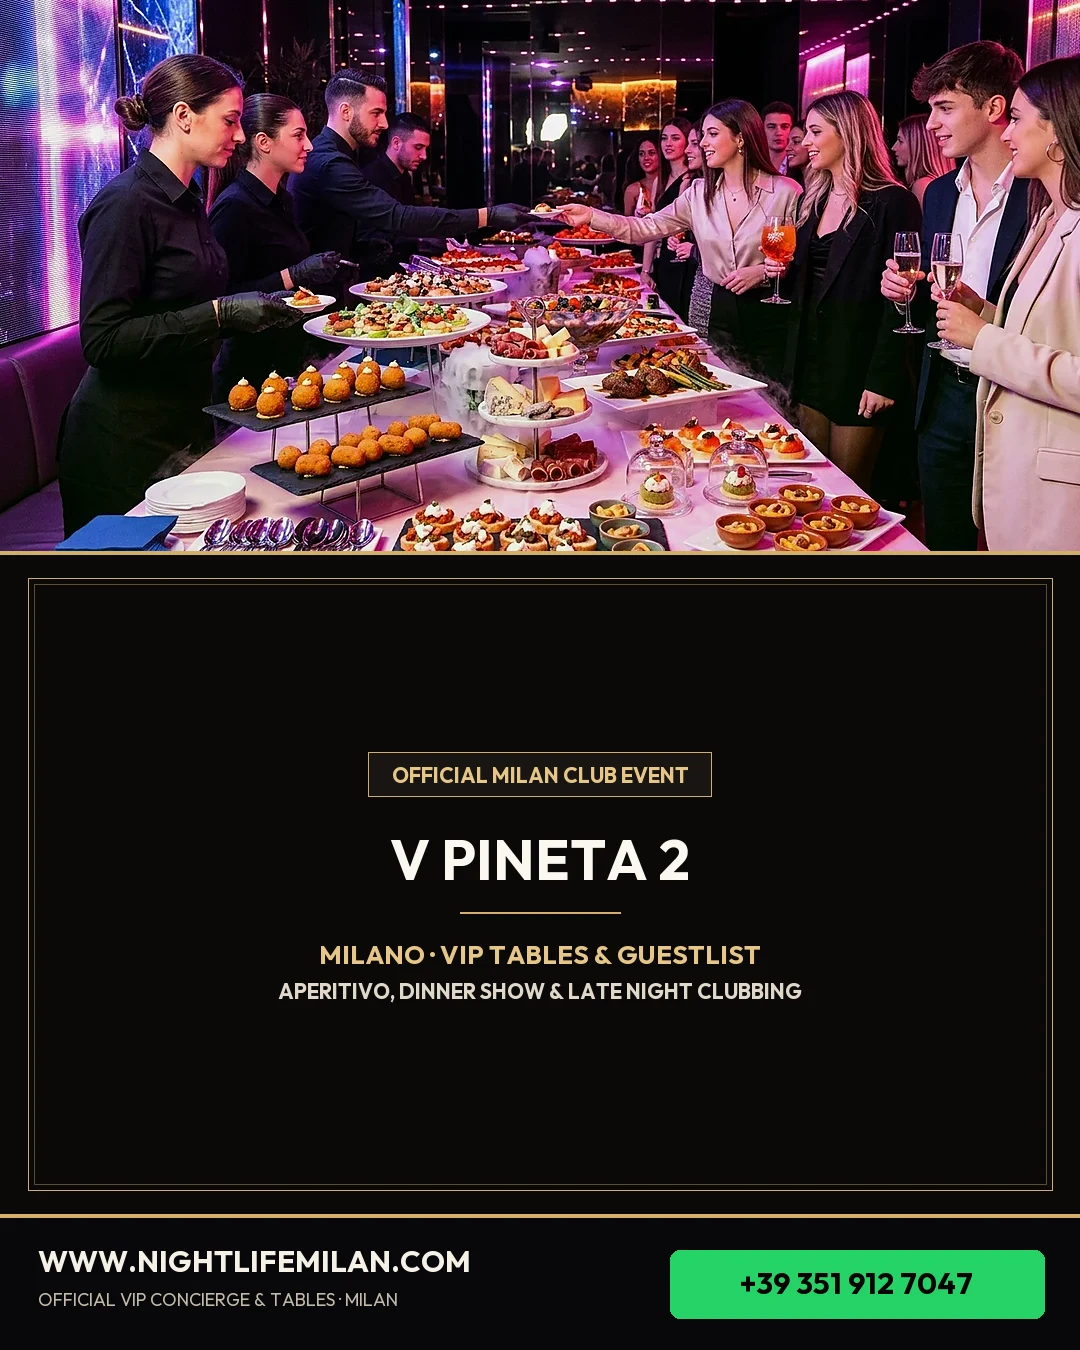 OFFICIAL MILAN CLUB EVENT
V PINETA 2
MILANO · VIP TABLES & GUESTLIST
APERITIVO, DINNER SHOW & LATE NIGHT CLUBBING
WWW.NIGHTLIFEMILAN.COM
OFFICIAL VIP CONCIERGE & TABLES · MILAN
+39 351 912 7047